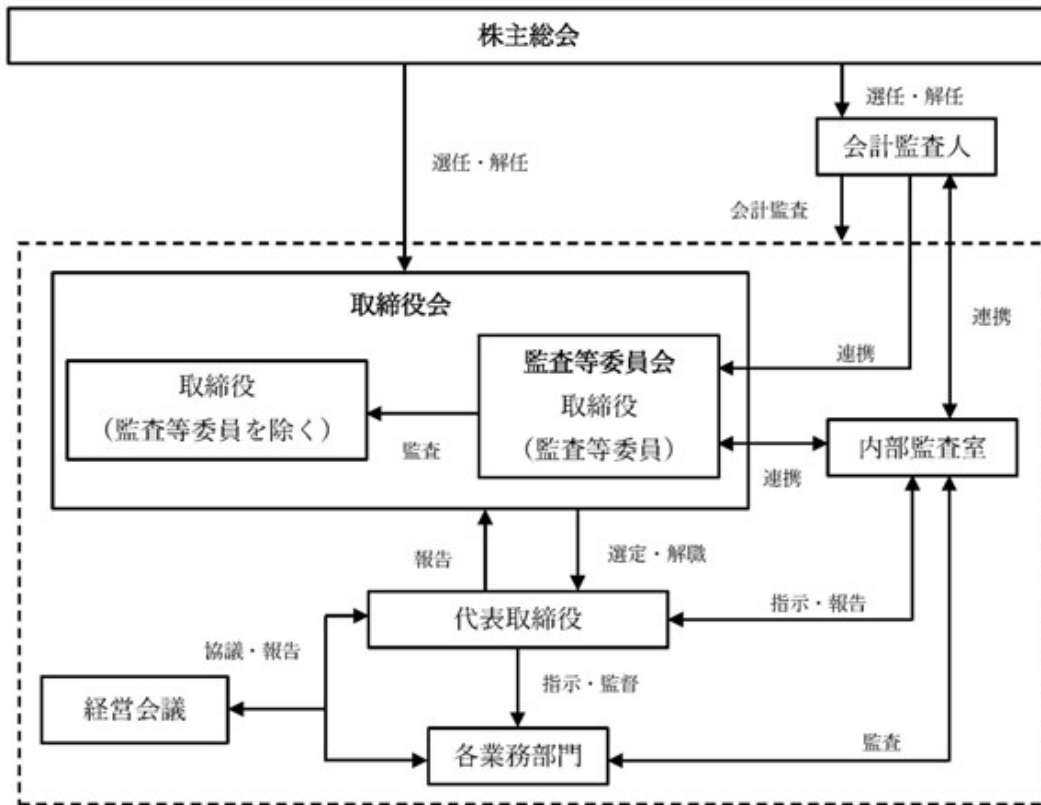 株主総会
選任・解任
会計監査人
選任・解任
会計監査
取締役会
連携
監査等委員会
連携
取締役
取締役
（監査等委員を除く）
監査
（監査等委員）
内部監査室
連携
報告
選定・解職
代表取締役
指示・報告
協議・報告
指示・監督
経営会議
各業務部門
監査